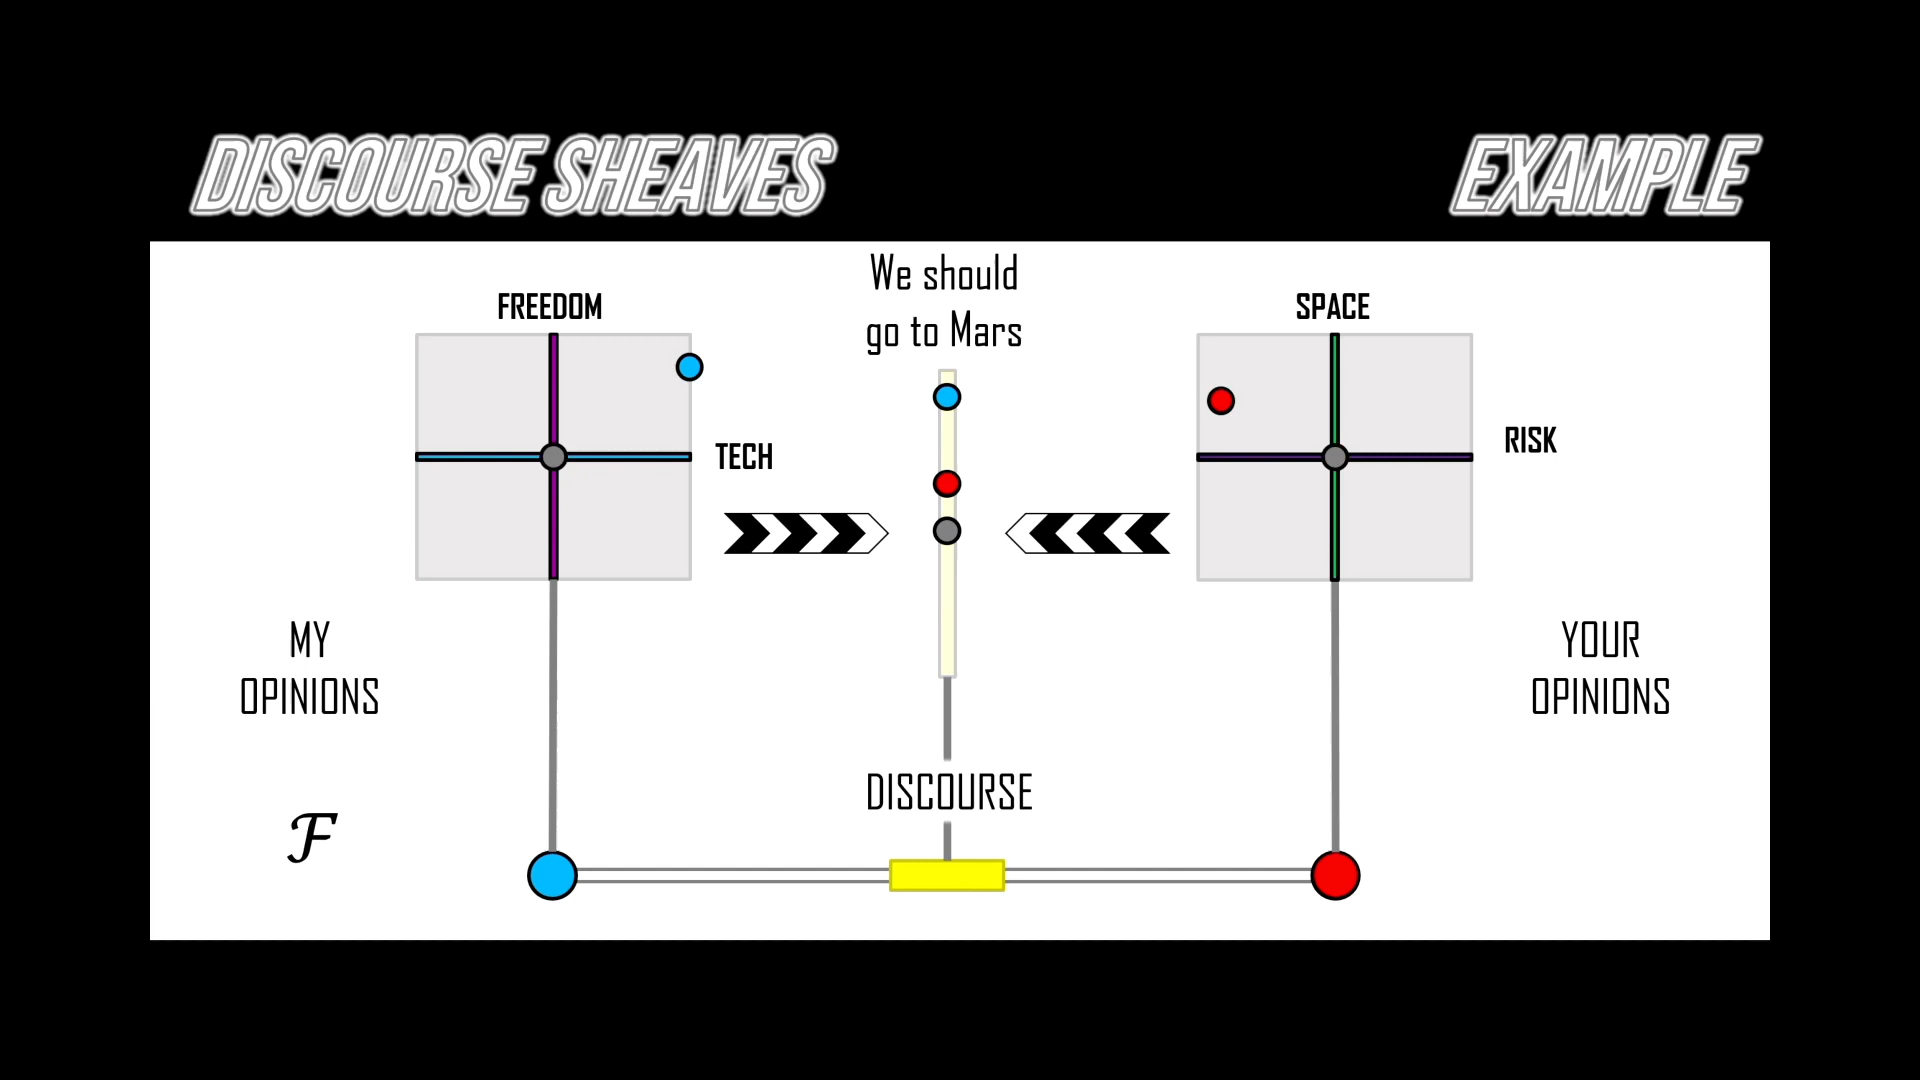 DISCOURSE SHEAVES
EXAMPLE
We should
go to Mars
FREEDOM
SPACE
TECH
RISK
MY
OPINIONS
YOUR
OPINIONS
DISCOURSE
ℱ